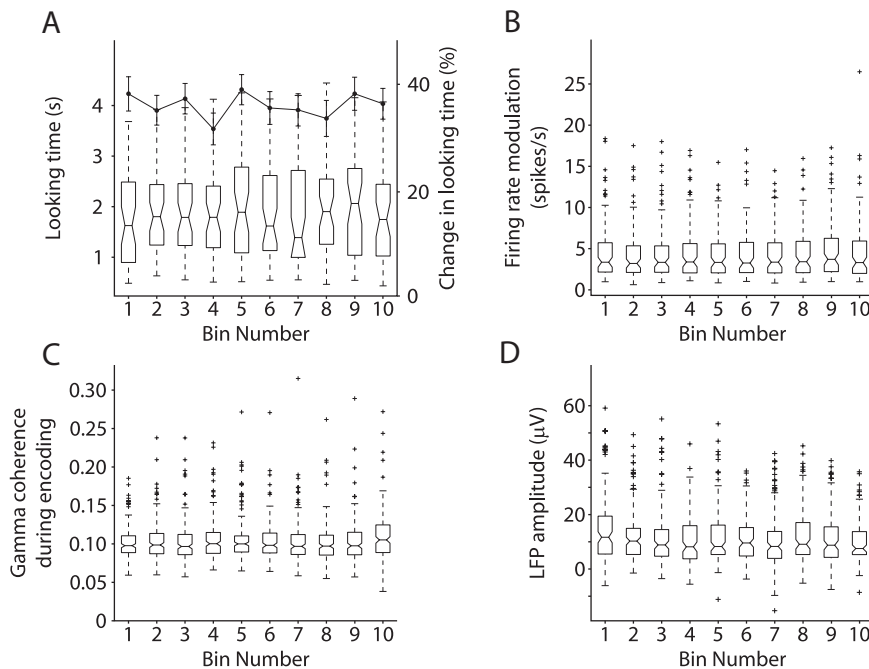 A
Looking time (s)
4
3
2
1
Change in looking time (%)
40
20
0
1 2 3 4 5 6 7 8 9 10
Bin Number
B
Firing rate modulation
(spikes/s)
25
20
15
10
5
0
1 2 3 4 5 6 7 8 9 10
Bin Number
C
Gamma coherence
during encoding
0.30
0.25
0.20
0.15
0.10
0.05
0
1 2 3 4 5 6 7 8 9 10
Bin Number
D
LFP amplitude (μV)
60
40
20
0
1 2 3 4 5 6 7 8 9 10
Bin Number